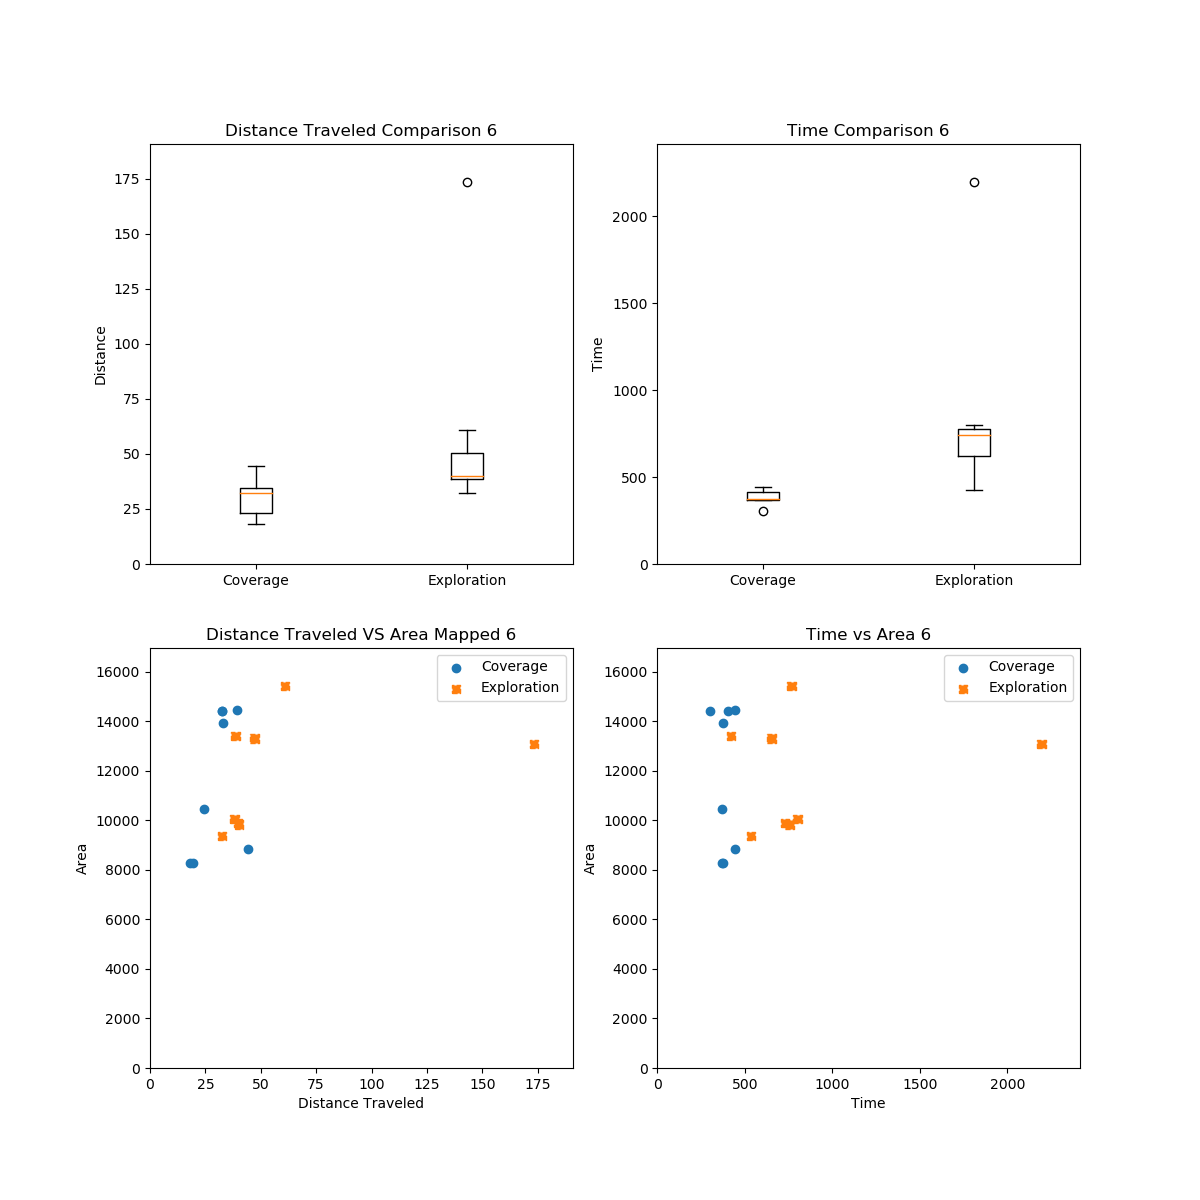 Distance Traveled Comparison 6
175
150
125
100
75
50
25
0
Distance
Coverage
Exploration
Time Comparison 6
2000
1500
1000
500
0
Time
Coverage
Exploration
Distance Traveled VS Area Mapped 6
Coverage
Exploration
16000
14000
12000
10000
8000
6000
4000
2000
0
Area
0 25 50 75 100 125 150 175
Distance Traveled
Time vs Area 6
Coverage
Exploration
16000
14000
12000
10000
8000
6000
4000
2000
0
Area
0 500 1000 1500 2000
Time